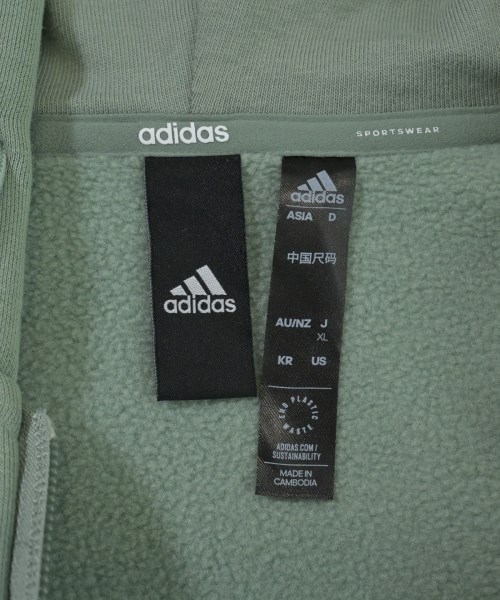 adidas
SPORTSWEAR
adidas
adidas
ASIA D
中国尺码
AU/NZ J
XL
KR US
END PLASTIC WASTE
ADIDAS.COM/
SUSTAINABILITY
MADE IN
CAMBODIA